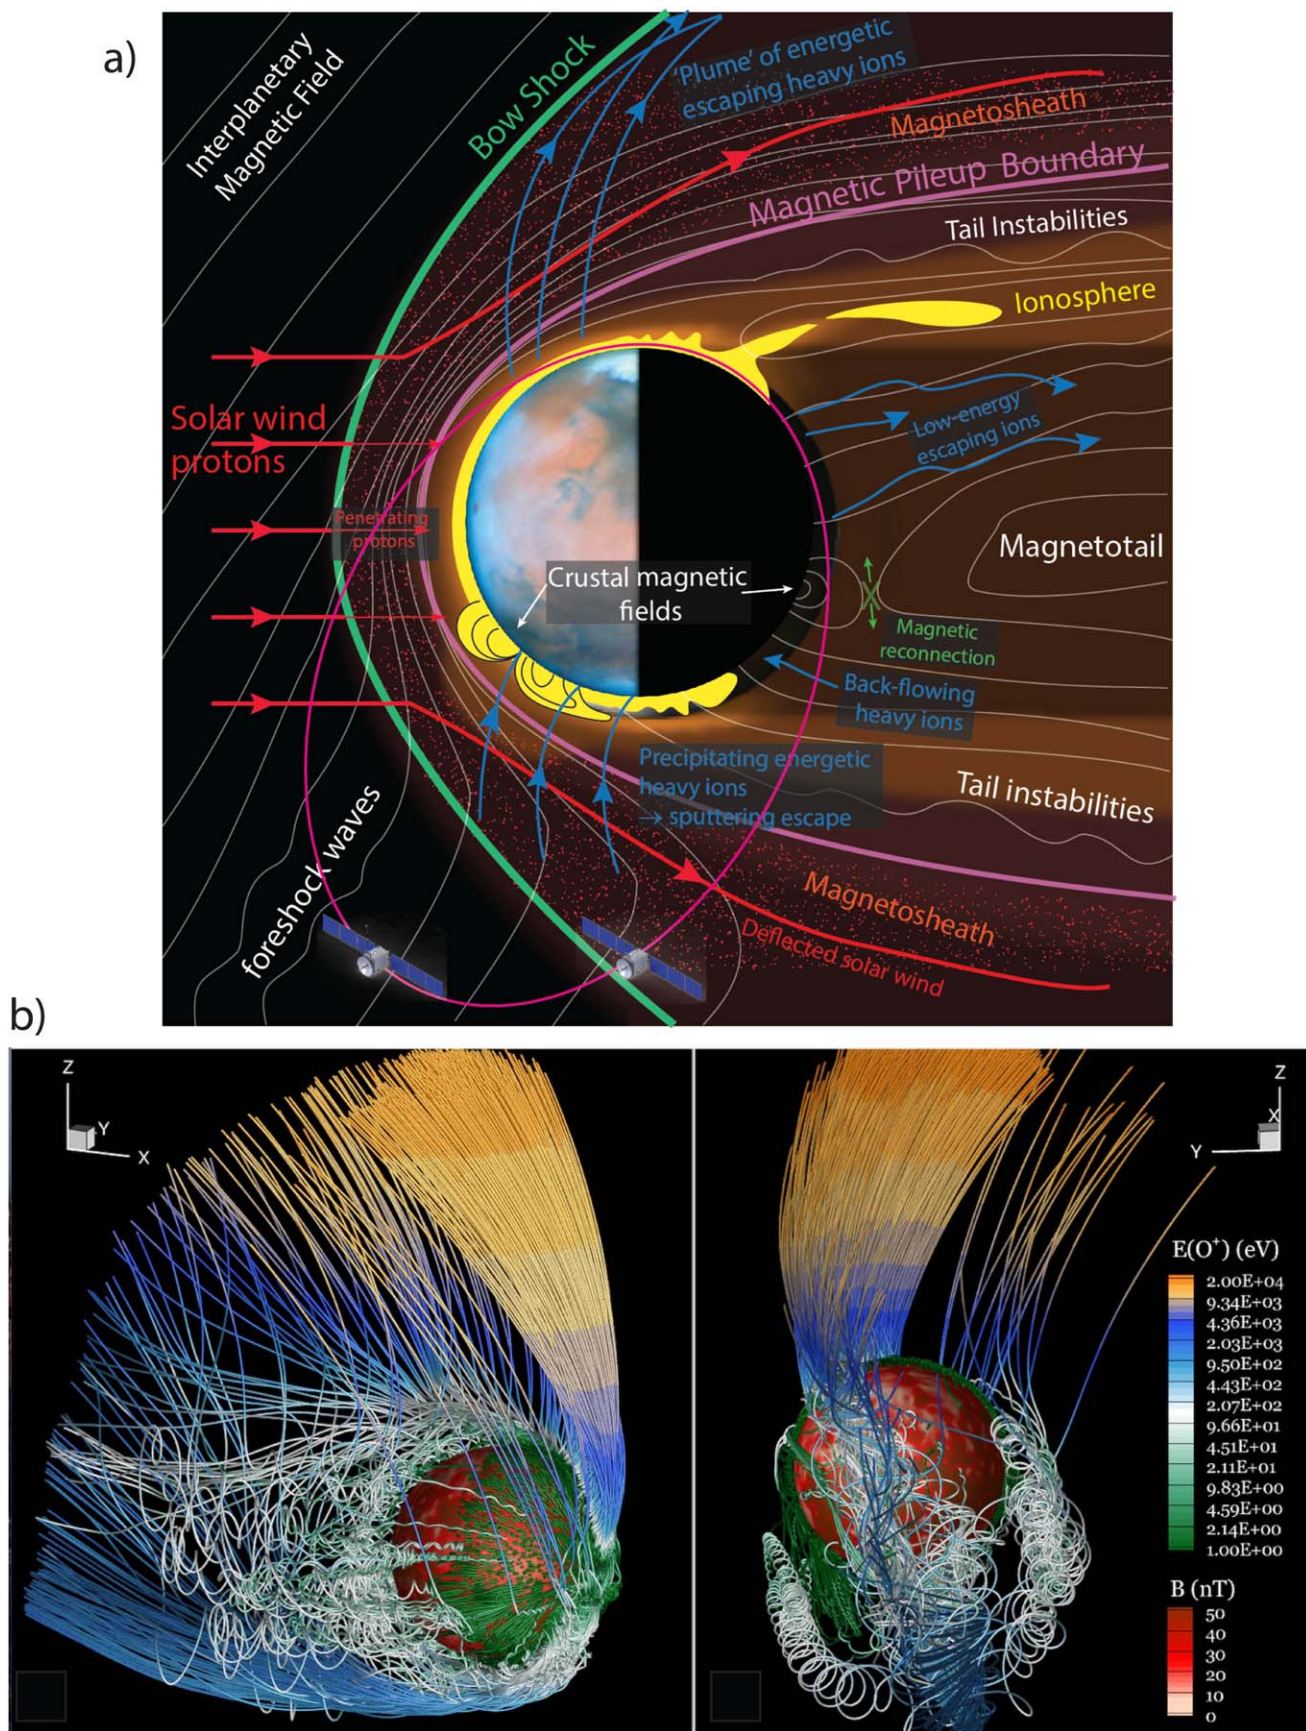 a)
Interplanetary
Magnetic Field
Bow Shock
'Plume' of energetic
escaping heavy ions
Magnetosheath
Magnetic Pileup Boundary
Tail Instabilities
Ionosphere
Solar wind
protons
Penetrating
protons
Low-energy
escaping ions
Magnetotail
Crustal magnetic
fields
Magnetic
reconnection
Back-flowing
heavy ions
Precipitating energetic
heavy ions
→ sputtering escape
Tail instabilities
foreshock waves
Magnetosheath
Deflected solar wind
b)
Z
Y
X
Z
X
Y
E(O⁺) (eV)
2.00E+04
9.34E+03
4.36E+03
2.03E+03
9.50E+02
4.43E+02
2.07E+02
9.66E+01
4.51E+01
2.11E+01
9.83E+00
4.59E+00
2.14E+00
1.00E+00
B (nT)
50
40
30
20
10
0